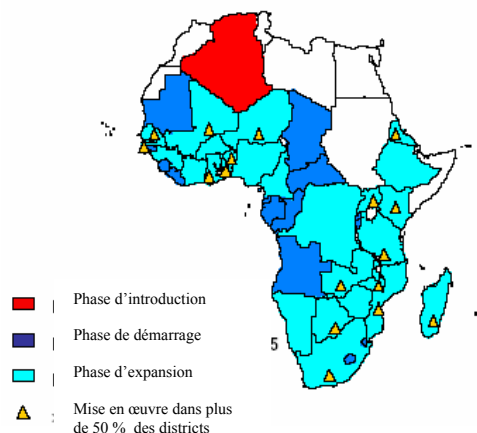 5
Phase d’introduction
Phase de démarrage
Phase d’expansion
Mise en œuvre dans plus
de 50 % des districts